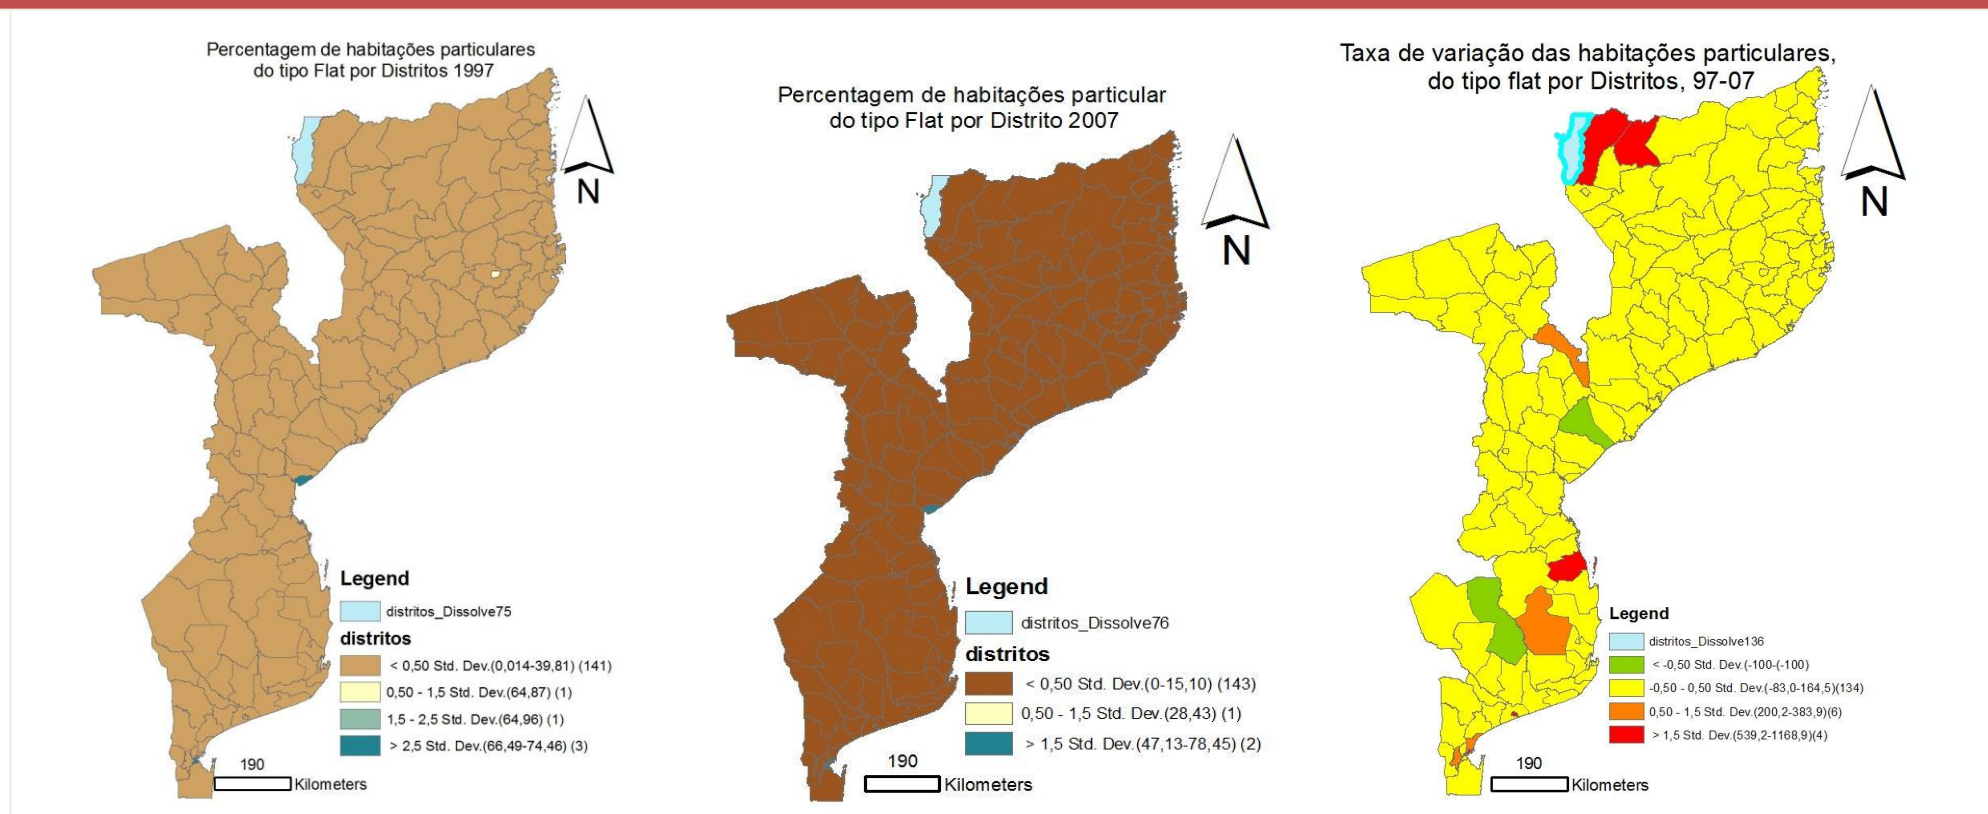 Percentagem de habitações particulares
do tipo Flat por Distritos 1997
N
Legend
distritos_Dissolve75
distritos
< 0,50 Std. Dev.(0,014-39,81) (141)
0,50 - 1,5 Std. Dev.(64,87) (1)
1,5 - 2,5 Std. Dev.(64,96) (1)
> 2,5 Std. Dev.(66,49-74,46) (3)
190
Kilometers
Percentagem de habitações particular
do tipo Flat por Distrito 2007
N
Legend
distritos_Dissolve76
distritos
< 0,50 Std. Dev.(0-15,10) (143)
0,50 - 1,5 Std. Dev.(28,43) (1)
> 1,5 Std. Dev.(47,13-78,45) (2)
190
Kilometers
Taxa de variação das habitações particulares,
do tipo flat por Distritos, 97-07
N
Legend
distritos_Dissolve136
< -0,50 Std. Dev.(-100-(-100)
-0,50 - 0,50 Std. Dev.(-83,0-164,5)(134)
0,50 - 1,5 Std. Dev.(200,2-383,9)(6)
> 1,5 Std. Dev.(539,2-1168,9)(4)
190
Kilometers